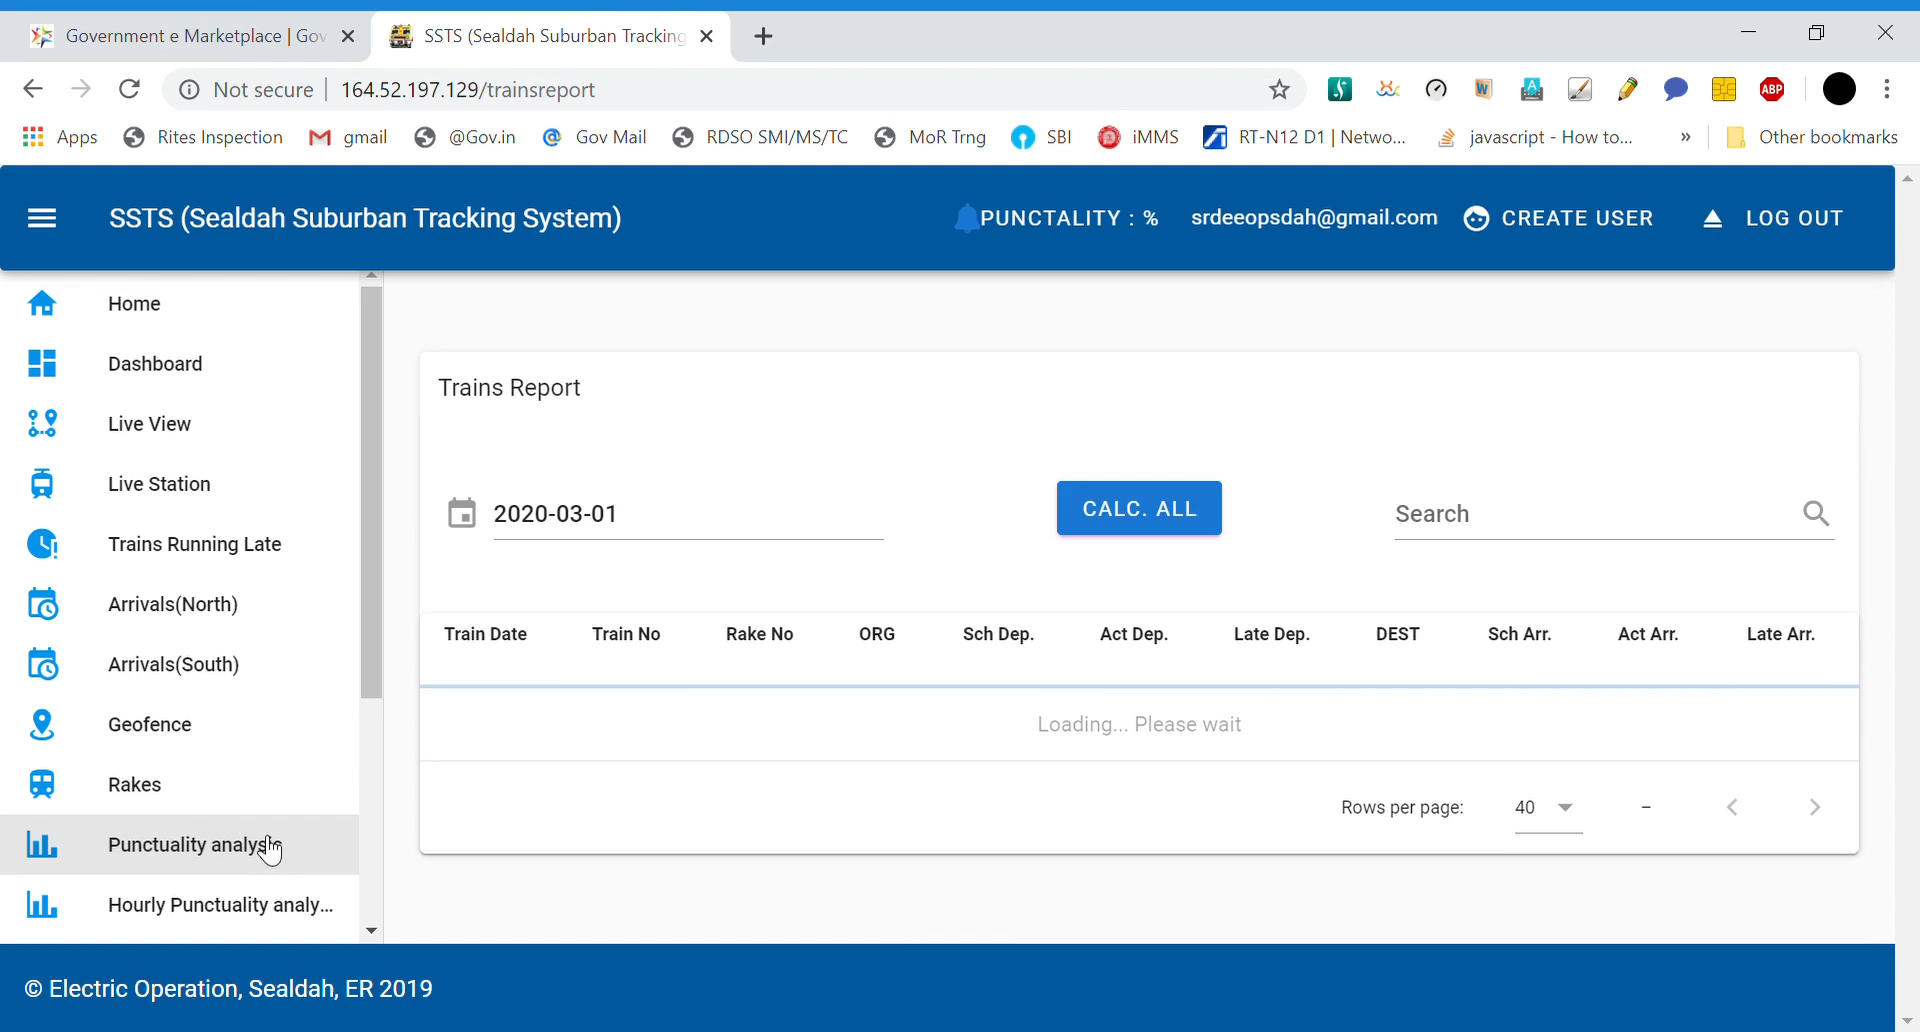 Government e Marketplace | Gov
SSTS (Sealdah Suburban Tracking
Not secure | 164.52.197.129/trainsreport
ABP
Apps
Rites Inspection
gmail
@Gov.in
Gov Mail
RDSO SMI/MS/TC
MoR Trng
SBI
iMMS
RT-N12 D1 | Netwo...
javascript - How to...
»
Other bookmarks
SSTS (Sealdah Suburban Tracking System)
PUNCTALITY : %
srdeeopsdah@gmail.com
CREATE USER
LOG OUT
Home
Dashboard
Live View
Live Station
Trains Running Late
Arrivals(North)
Arrivals(South)
Geofence
Rakes
Punctuality analysis
Hourly Punctuality analy...
Trains Report
2020-03-01
CALC. ALL
Search
Train Date Train No Rake No ORG Sch Dep. Act Dep. Late Dep. DEST Sch Arr. Act Arr. Late Arr.
Loading... Please wait
Rows per page: 40 –
© Electric Operation, Sealdah, ER 2019